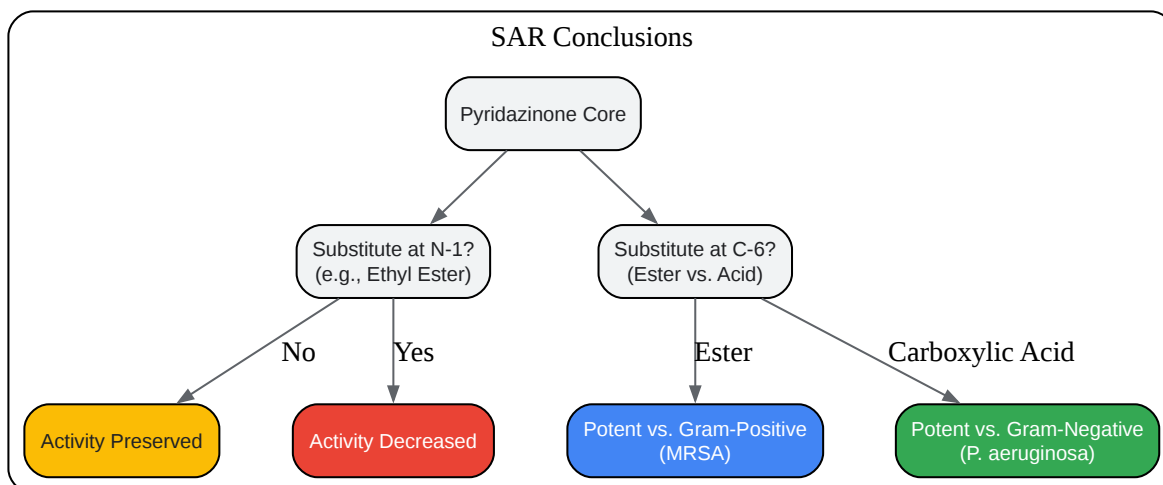 SAR Conclusions
Pyridazinone Core
Substitute at N-1?
(e.g., Ethyl Ester)
Substitute at C-6?
(Ester vs. Acid)
No
Yes
Ester
Carboxylic Acid
Activity Preserved
Activity Decreased
Potent vs. Gram-Positive
(MRSA)
Potent vs. Gram-Negative
(P. aeruginosa)